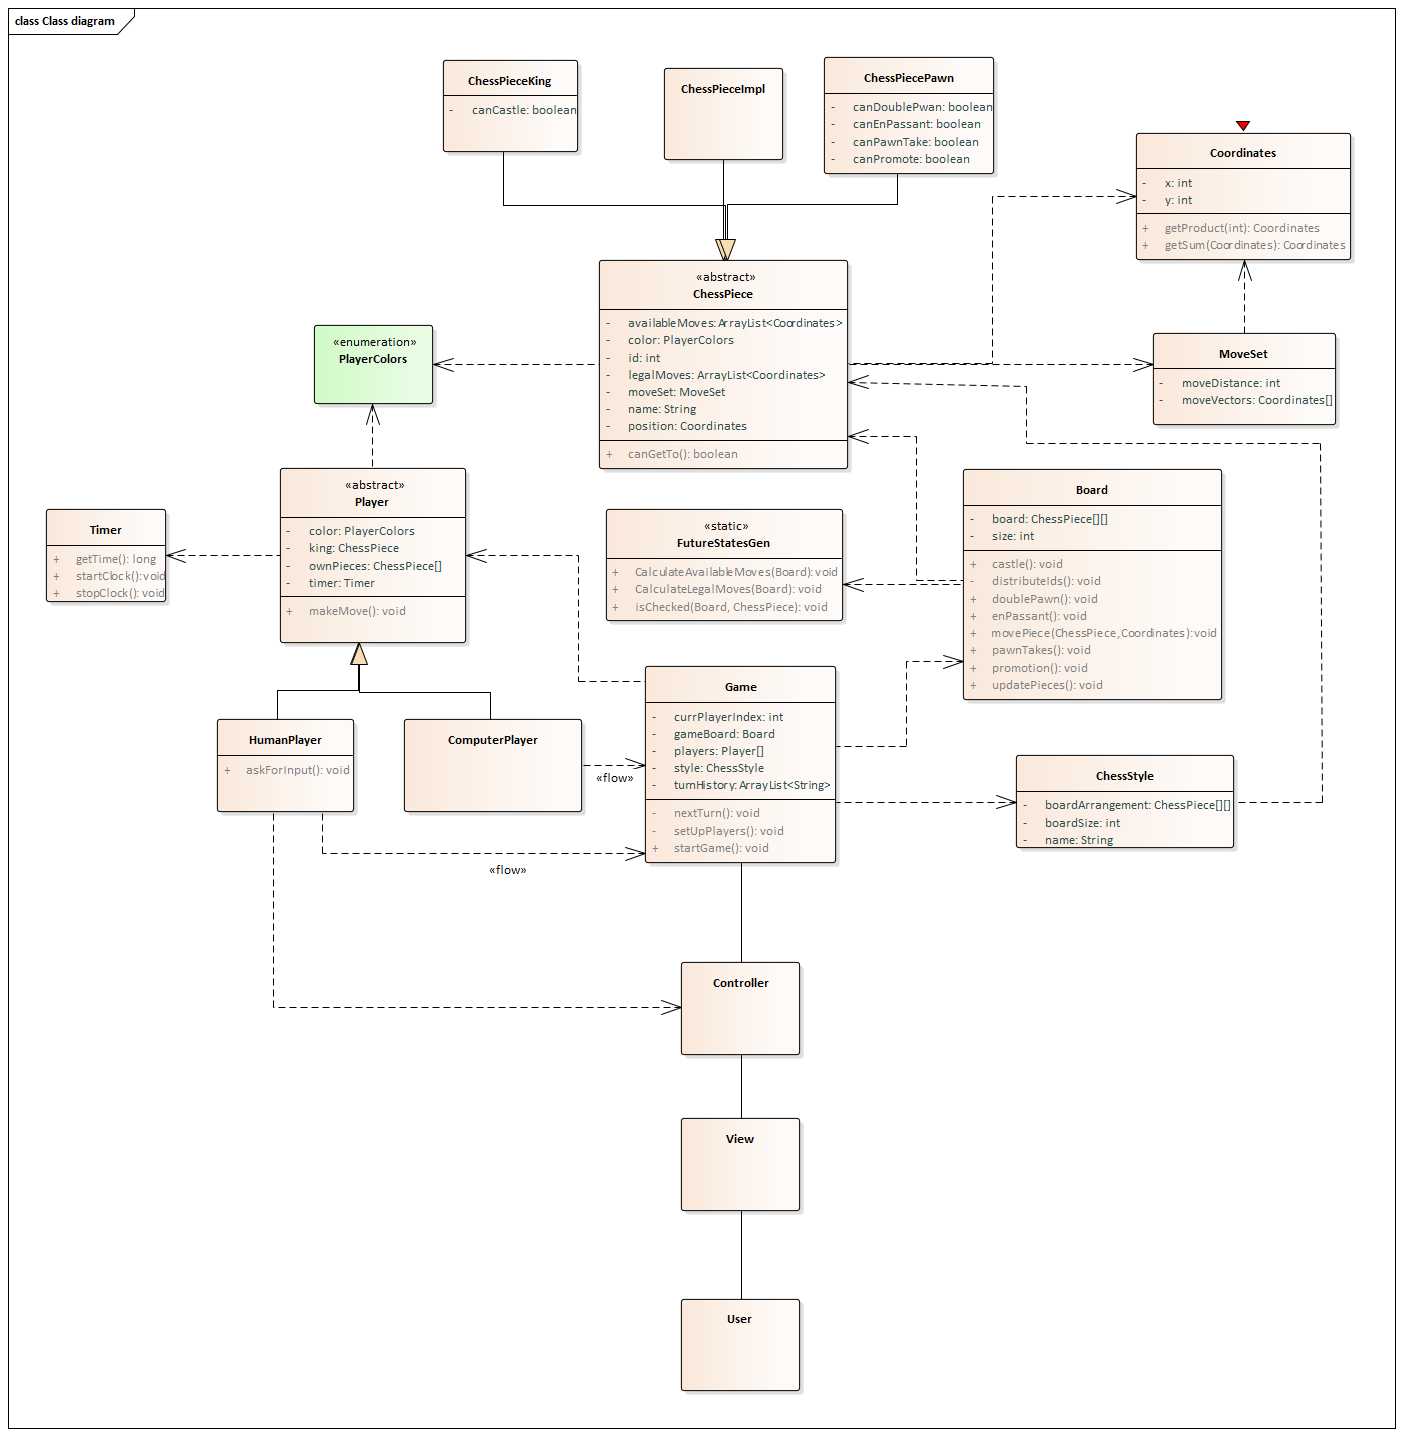 class Class diagram
ChessPieceKing
- canCastle: boolean
ChessPieceImpl
ChessPiecePawn
- canDoublePwan: boolean
- canEnPassant: boolean
- canPawnTake: boolean
- canPromote: boolean
Coordinates
- x: int
- y: int
+ getProduct(int): Coordinates
+ getSum(Coordinates): Coordinates
«abstract»
ChessPiece
- availableMoves: ArrayList<Coordinates>
- color: PlayerColors
- id: int
- legalMoves: ArrayList<Coordinates>
- moveSet: MoveSet
- name: String
- position: Coordinates
+ canGetTo(): boolean
«enumeration»
PlayerColors
MoveSet
- moveDistance: int
- moveVectors: Coordinates[]
«abstract»
Player
- color: PlayerColors
- king: ChessPiece
- ownPieces: ChessPiece[]
- timer: Timer
+ makeMove(): void
Timer
+ getTime(): long
+ startClock():void
+ stopClock(): void
«static»
FutureStatesGen
+ CalculateAvailableMoves(Board): void
+ CalculateLegalMoves(Board): void
+ isChecked(Board, ChessPiece): void
Board
- board: ChessPiece[][]
- size: int
+ castle(): void
- distributeIds(): void
+ doublePawn(): void
+ enPassant(): void
+ movePiece(ChessPiece,Coordinates):void
+ pawnTakes(): void
+ promotion(): void
+ updatePieces(): void
Game
- currPlayerIndex: int
- gameBoard: Board
- players: Player[]
- style: ChessStyle
- turnHistory: ArrayList<String>
- nextTurn(): void
- setUpPlayers(): void
+ startGame(): void
HumanPlayer
+ askForInput(): void
ComputerPlayer
«flow»
«flow»
ChessStyle
- boardArrangement: ChessPiece[][]
- boardSize: int
- name: String
Controller
View
User